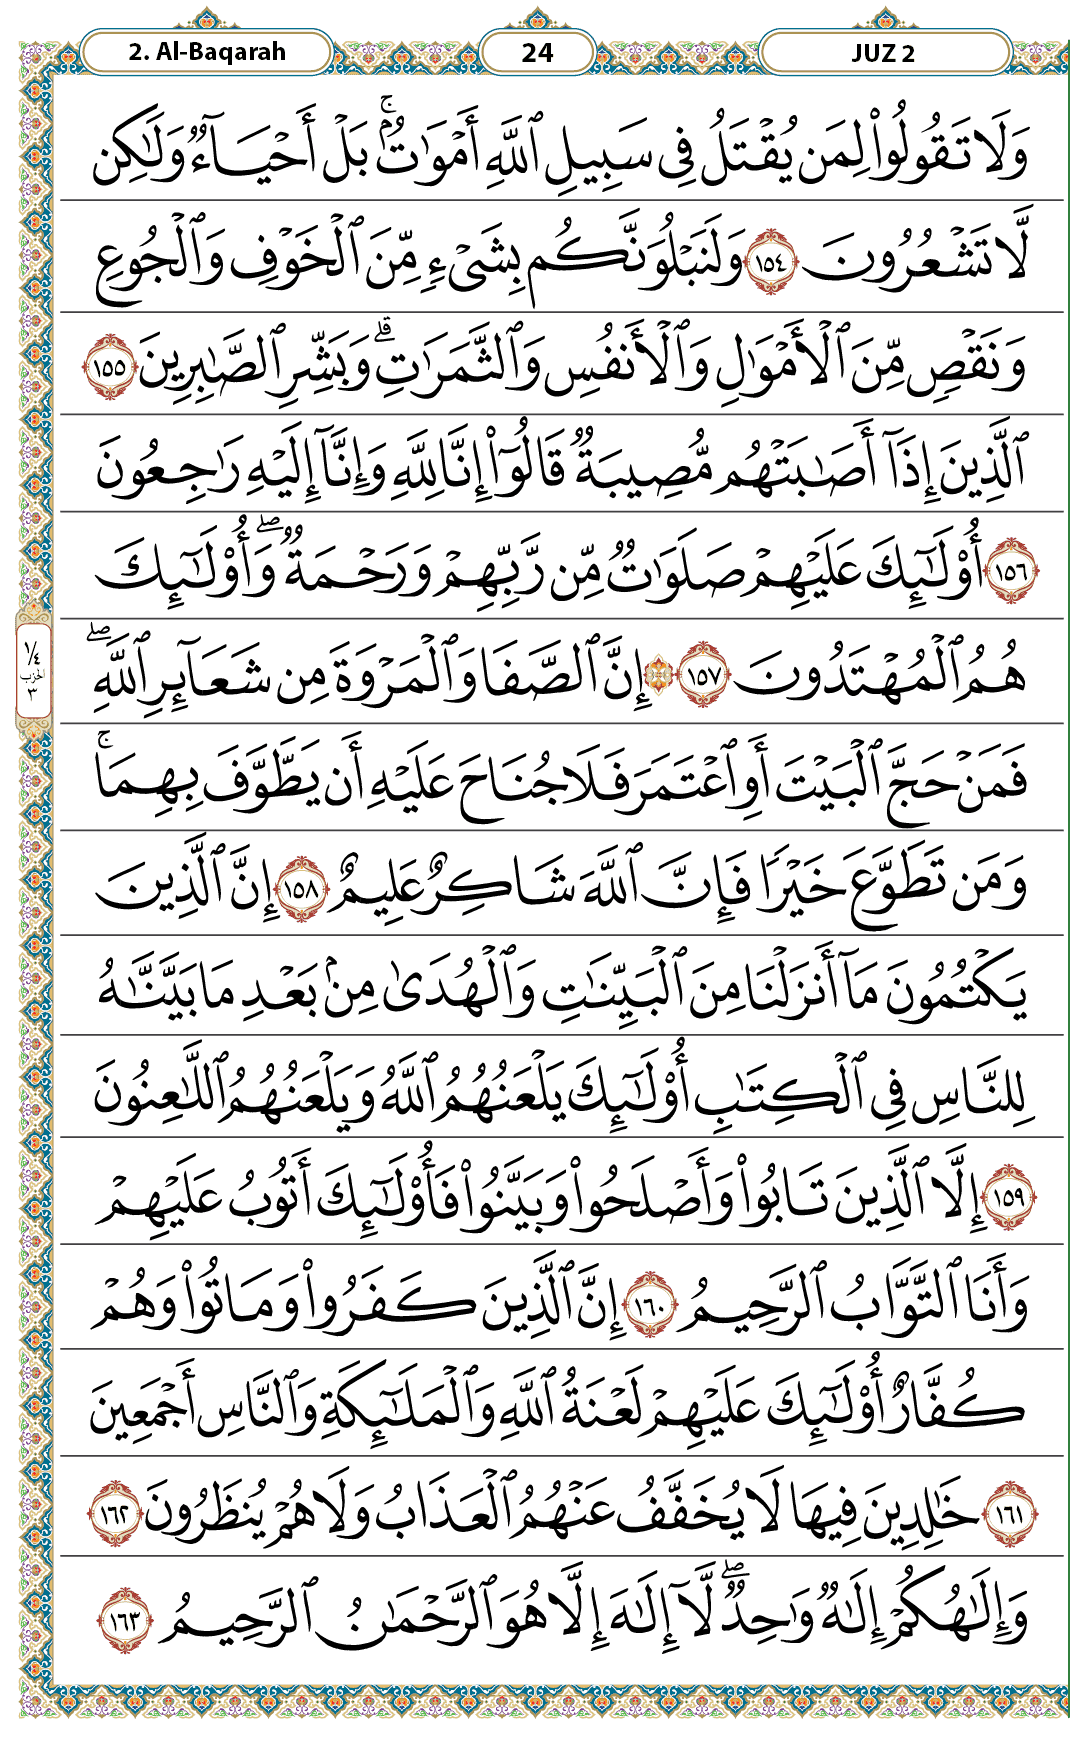 2. Al-Baqarah 24 JUZ 2
وَلَا تَقُولُوا۟ لِمَن يُقْتَلُ فِى سَبِيلِ ٱللَّهِ أَمْوَٰتٌۢ ۚ بَلْ أَحْيَآءٌ وَلَٰكِن
لَّا تَشْعُرُونَ ١٥٤ وَلَنَبْلُوَنَّكُم بِشَىْءٍ مِّنَ ٱلْخَوْفِ وَٱلْجُوعِ
وَنَقْصٍ مِّنَ ٱلْأَمْوَٰلِ وَٱلْأَنفُسِ وَٱلثَّمَرَٰتِ ۗ وَبَشِّرِ ٱلصَّٰبِرِينَ ١٥٥
ٱلَّذِينَ إِذَآ أَصَٰبَتْهُم مُّصِيبَةٌ قَالُوٓا۟ إِنَّا لِلَّهِ وَإِنَّآ إِلَيْهِ رَٰجِعُونَ
١٥٦ أُو۟لَٰٓئِكَ عَلَيْهِمْ صَلَوَٰتٌ مِّن رَّبِّهِمْ وَرَحْمَةٌ ۖ وَأُو۟لَٰٓئِكَ
هُمُ ٱلْمُهْتَدُونَ ١٥٧ إِنَّ ٱلصَّفَا وَٱلْمَرْوَةَ مِن شَعَآئِرِ ٱللَّهِ ۖ
فَمَنْ حَجَّ ٱلْبَيْتَ أَوِ ٱعْتَمَرَ فَلَا جُنَاحَ عَلَيْهِ أَن يَطَّوَّفَ بِهِمَا ۚ
وَمَن تَطَوَّعَ خَيْرًا فَإِنَّ ٱللَّهَ شَاكِرٌ عَلِيمٌ ١٥٨ إِنَّ ٱلَّذِينَ
يَكْتُمُونَ مَآ أَنزَلْنَا مِنَ ٱلْبَيِّنَٰتِ وَٱلْهُدَىٰ مِنۢ بَعْدِ مَا بَيَّنَّٰهُ
لِلنَّاسِ فِى ٱلْكِتَٰبِ أُو۟لَٰٓئِكَ يَلْعَنُهُمُ ٱللَّهُ وَيَلْعَنُهُمُ ٱللَّٰعِنُونَ
١٥٩ إِلَّا ٱلَّذِينَ تَابُوا۟ وَأَصْلَحُوا۟ وَبَيَّنُوا۟ فَأُو۟لَٰٓئِكَ أَتُوبُ عَلَيْهِمْ
وَأَنَا ٱلتَّوَّابُ ٱلرَّحِيمُ ١٦٠ إِنَّ ٱلَّذِينَ كَفَرُوا۟ وَمَاتُوا۟ وَهُمْ
كُفَّارٌ أُو۟لَٰٓئِكَ عَلَيْهِمْ لَعْنَةُ ٱللَّهِ وَٱلْمَلَٰٓئِكَةِ وَٱلنَّاسِ أَجْمَعِينَ
١٦١ خَٰلِدِينَ فِيهَا لَا يُخَفَّفُ عَنْهُمُ ٱلْعَذَابُ وَلَا هُمْ يُنظَرُونَ ١٦٢
وَإِلَٰهُكُمْ إِلَٰهٌ وَٰحِدٌ ۖ لَّآ إِلَٰهَ إِلَّا هُوَ ٱلرَّحْمَٰنُ ٱلرَّحِيمُ ١٦٣
١/٤
الحزب
٣